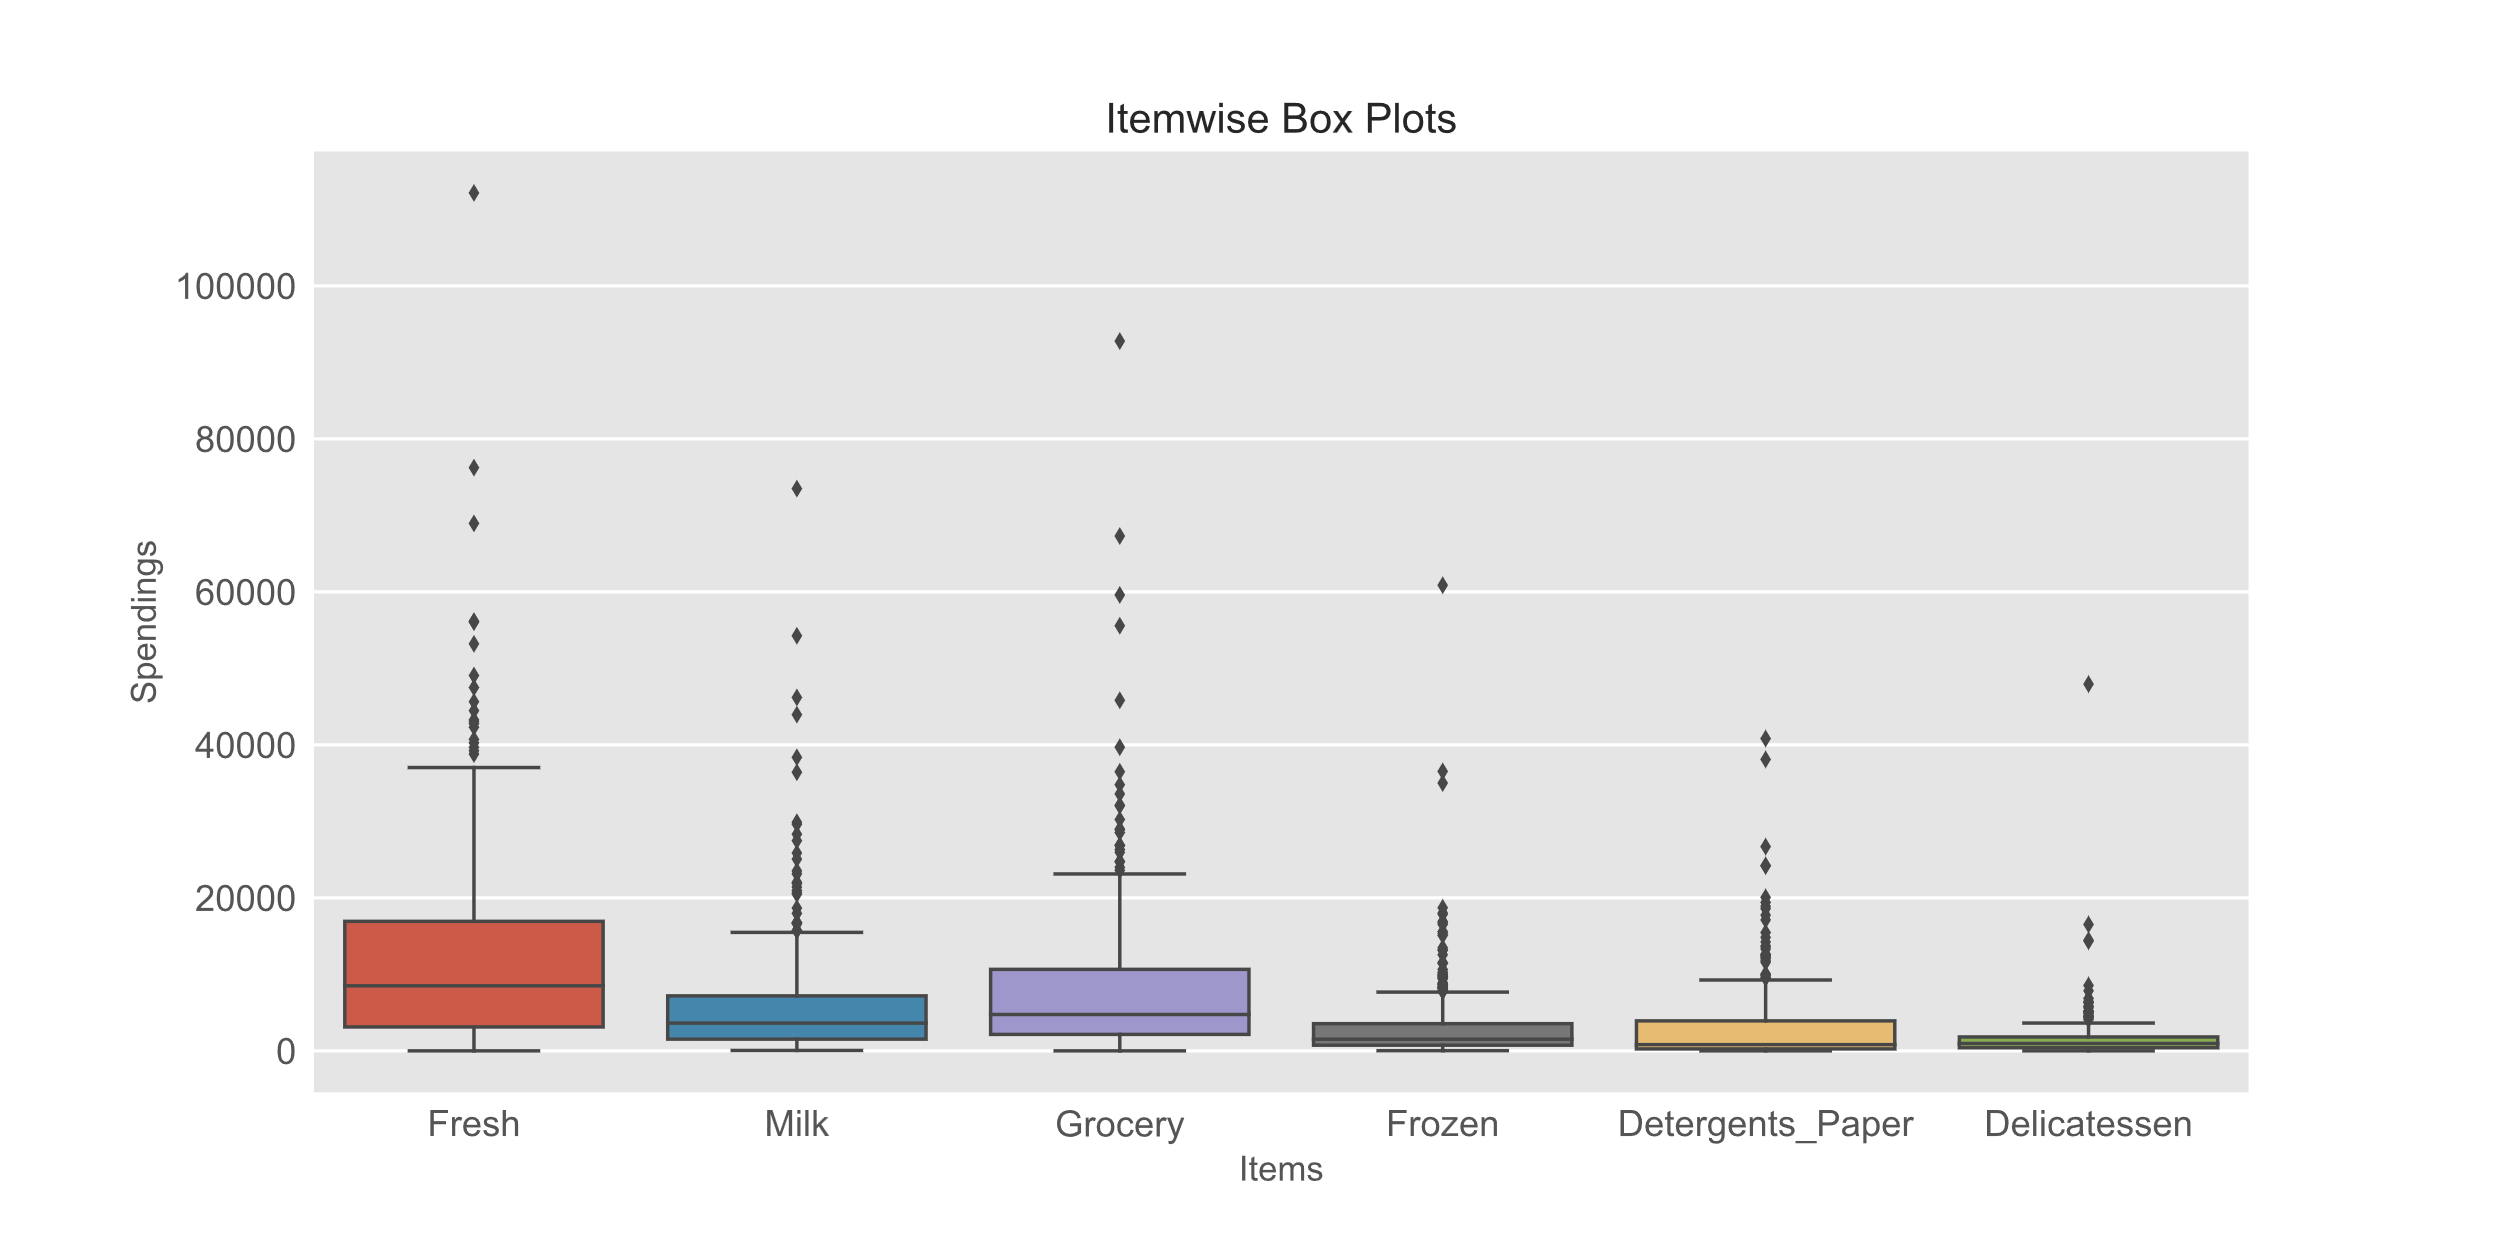 Itemwise Box Plots
100000
80000
60000
40000
20000
0
Spendings
Fresh Milk Grocery Frozen Detergents_Paper Delicatessen
Items